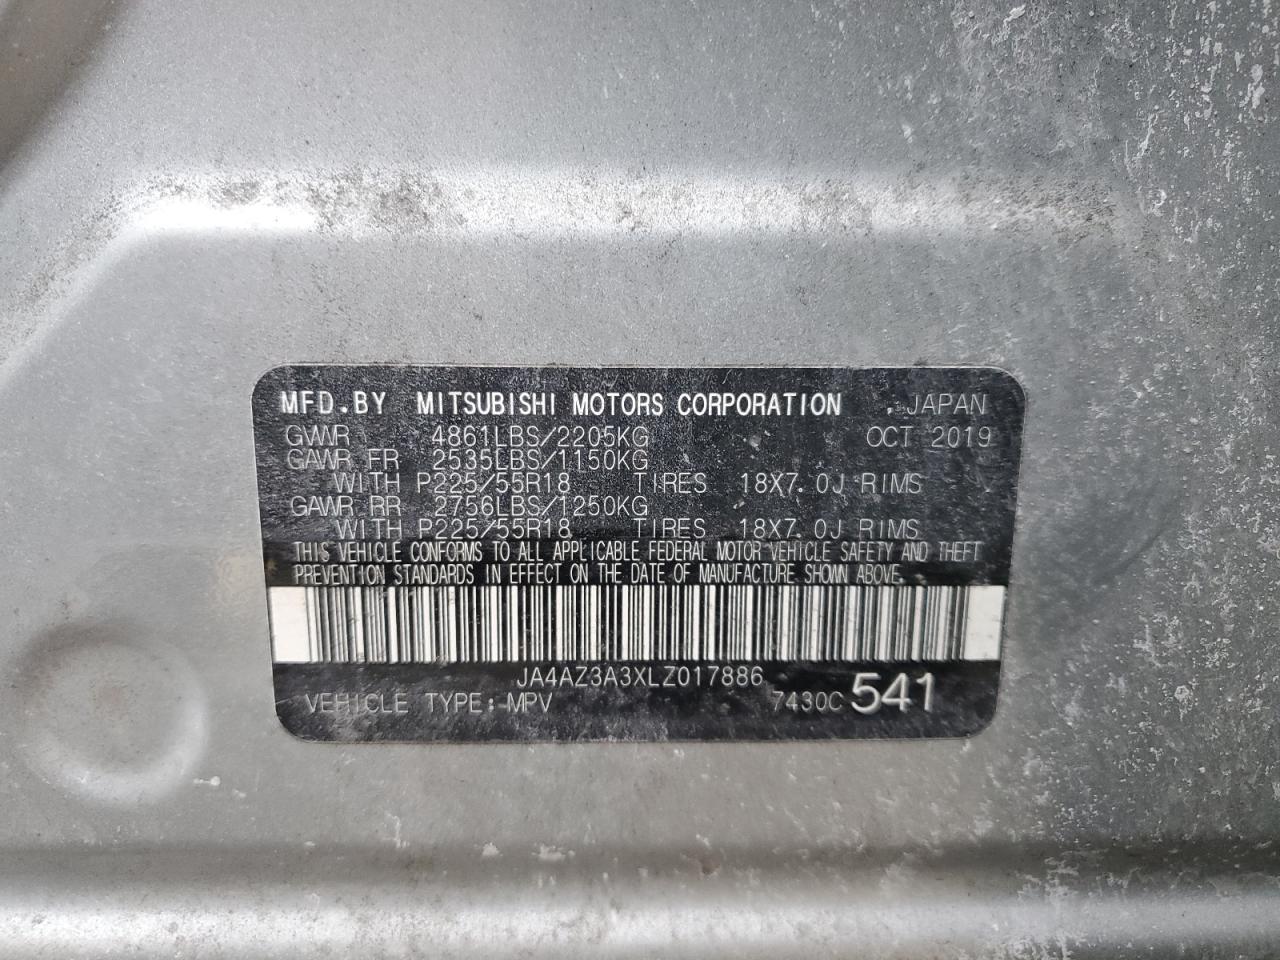 MFD.BY MITSUBISHI MOTORS CORPORATION , JAPAN
GVWR 4861LBS/2205KG OCT 2019
GAWR FR 2535LBS/1150KG
WITH P225/55R18 TIRES 18X7.0J RIMS
GAWR RR 2756LBS/1250KG
WITH P225/55R18 TIRES 18X7.0J RIMS
THIS VEHICLE CONFORMS TO ALL APPLICABLE FEDERAL MOTOR VEHICLE SAFETY AND THEFT
PREVENTION STANDARDS IN EFFECT ON THE DATE OF MANUFACTURE SHOWN ABOVE.
JA4AZ3A3XLZ017886
VEHICLE TYPE: MPV 7430C 541